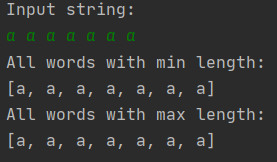 Input string:
a a a a a a a
All words with min length:
[a, a, a, a, a, a, a]
All words with max length:
[a, a, a, a, a, a, a]